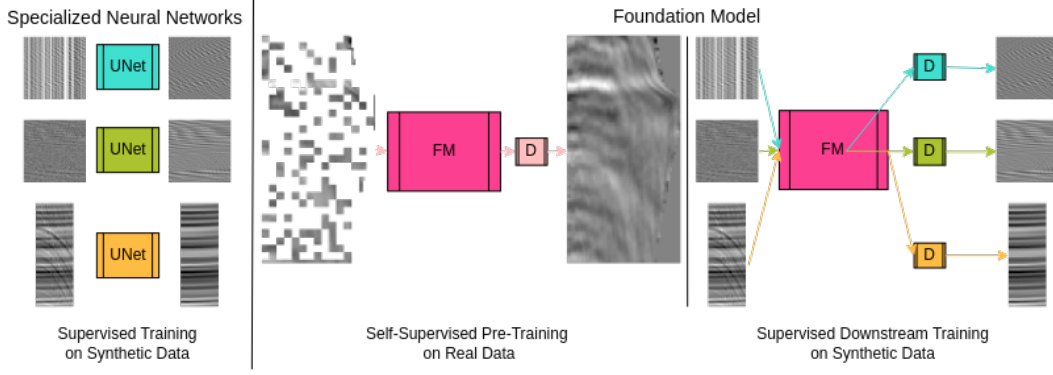 Specialized Neural Networks
Foundation Model
UNet
UNet
UNet
FM
D
FM
D
D
D
Supervised Training
on Synthetic Data
Self-Supervised Pre-Training
on Real Data
Supervised Downstream Training
on Synthetic Data